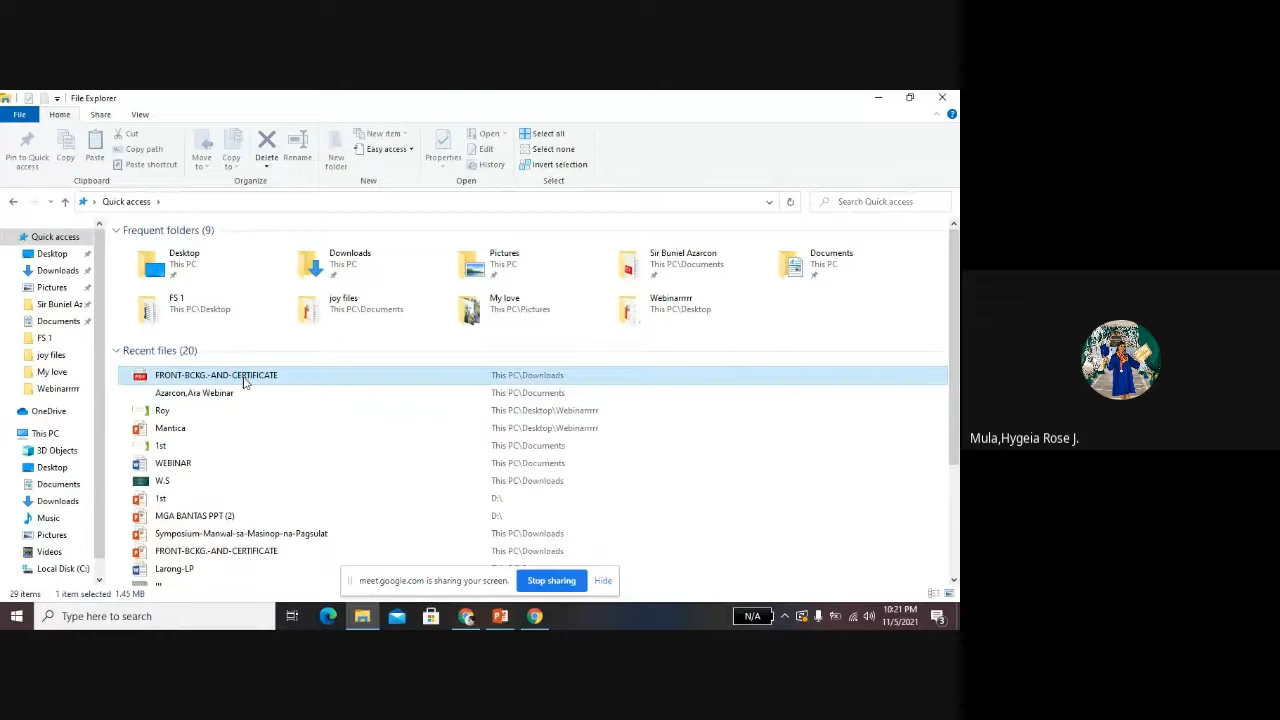 File Explorer
File Home Share View
Pin to Quick access
Copy
Paste
Cut
Copy path
Paste shortcut
Clipboard
Move to
Copy to
Delete
Rename
Organize
New folder
New item
Easy access
New
Properties
Open
Edit
History
Open
Select all
Select none
Invert selection
Select
Quick access
Search Quick access
Quick access
Desktop
Downloads
Pictures
Sir Buniel Az
Documents
FS 1
joy files
My love
Webinarrrr
OneDrive
This PC
3D Objects
Desktop
Documents
Downloads
Music
Pictures
Videos
Local Disk (C:)
Frequent folders (9)
Desktop
This PC
Downloads
This PC
Pictures
This PC
Sir Buniel Azarcon
This PC\Documents
Documents
This PC
FS 1
This PC\Desktop
joy files
This PC\Documents
My love
This PC\Pictures
Webinarrrr
This PC\Desktop
Recent files (20)
FRONT-BCKG.-AND-CERTIFICATE This PC\Downloads
Azarcon,Ara Webinar This PC\Documents
Roy This PC\Desktop\Webinarrrr
Mantica This PC\Desktop\Webinarrrr
1st This PC\Documents
WEBINAR This PC\Documents
W.S This PC\Downloads
1st D:\
MGA BANTAS PPT (2) D:\
Symposium-Manwal-sa-Masinop-na-Pagsulat This PC\Downloads
FRONT-BCKG.-AND-CERTIFICATE This PC\Downloads
Larong-LP
meet.google.com is sharing your screen. Stop sharing Hide
29 items 1 item selected 1.45 MB
Type here to search
N/A
10:21 PM
11/5/2021
3
Mula,Hygeia Rose J.